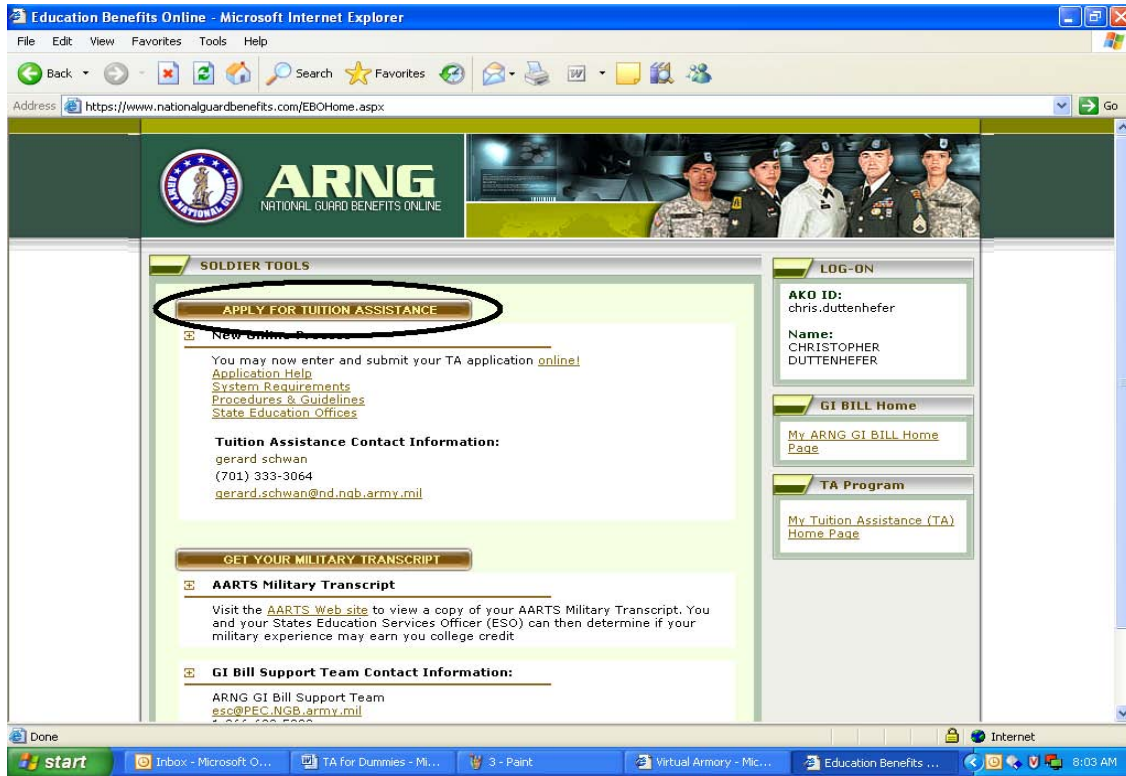 Education Benefits Online - Microsoft Internet Explorer
File Edit View Favorites Tools Help
Back Search Favorites
Address https://www.nationalguardbenefits.com/EBOHome.aspx Go
ARMY NATIONAL GUARD
ARNG
NATIONAL GUARD BENEFITS ONLINE
SOLDIER TOOLS
APPLY FOR TUITION ASSISTANCE
New Online Process
You may now enter and submit your TA application online!
Application Help
System Requirements
Procedures & Guidelines
State Education Offices
Tuition Assistance Contact Information:
gerard schwan
(701) 333-3064
gerard.schwan@nd.ngb.army.mil
GET YOUR MILITARY TRANSCRIPT
AARTS Military Transcript
Visit the AARTS Web site to view a copy of your AARTS Military Transcript. You
and your States Education Services Officer (ESO) can then determine if your
military experience may earn you college credit
GI Bill Support Team Contact Information:
ARNG GI Bill Support Team
esc@PEC.NGB.army.mil
LOG-ON
AKO ID:
chris.duttenhefer
Name:
CHRISTOPHER
DUTTENHEFER
GI BILL Home
My ARNG GI BILL Home
Page
TA Program
My Tuition Assistance (TA)
Home Page
Done Internet
start Inbox - Microsoft O... TA for Dummies - Mi... 3 - Paint Virtual Armory - Mic... Education Benefits ... 8:03 AM